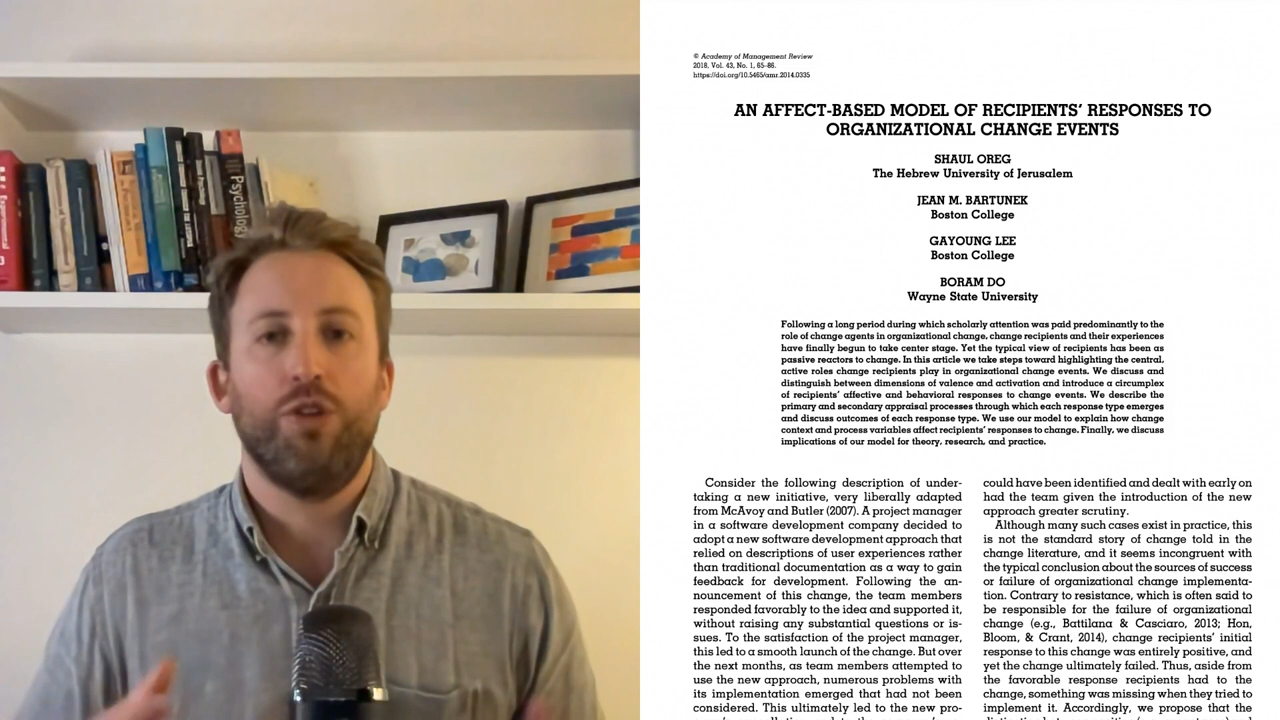 Psychology
Experimental
© Academy of Management Review
2018, Vol. 43, No. 1, 65–86.
https://doi.org/10.5465/amr.2014.0335
AN AFFECT-BASED MODEL OF RECIPIENTS’ RESPONSES TO
ORGANIZATIONAL CHANGE EVENTS
SHAUL OREG
The Hebrew University of Jerusalem
JEAN M. BARTUNEK
Boston College
GAYOUNG LEE
Boston College
BORAM DO
Wayne State University
Following a long period during which scholarly attention was paid predominantly to the
role of change agents in organizational change, change recipients and their experiences
have finally begun to take center stage. Yet the typical view of recipients has been as
passive reactors to change. In this article we take steps toward highlighting the central,
active roles change recipients play in organizational change events. We discuss and
distinguish between dimensions of valence and activation and introduce a circumplex
of recipients’ affective and behavioral responses to change events. We describe the
primary and secondary appraisal processes through which each response type emerges
and discuss outcomes of each response type. We use our model to explain how change
context and process variables affect recipients’ responses to change. Finally, we discuss
implications of our model for theory, research, and practice.
Consider the following description of under-
taking a new initiative, very liberally adapted
from McAvoy and Butler (2007). A project manager
in a software development company decided to
adopt a new software development approach that
relied on descriptions of user experiences rather
than traditional documentation as a way to gain
feedback for development. Following the an-
nouncement of this change, the team members
responded favorably to the idea and supported it,
without raising any substantial questions or is-
sues. To the satisfaction of the project manager,
this led to a smooth launch of the change. But over
the next months, as team members attempted to
use the new approach, numerous problems with
its implementation emerged that had not been
considered. This ultimately led to the new pro-
could have been identified and dealt with early on
had the team given the introduction of the new
approach greater scrutiny.
Although many such cases exist in practice, this
is not the standard story of change told in the
change literature, and it seems incongruent with
the typical conclusion about the sources of success
or failure of organizational change implementa-
tion. Contrary to resistance, which is often said to
be responsible for the failure of organizational
change (e.g., Battilana & Casciaro, 2013; Hon,
Bloom, & Crant, 2014), change recipients’ initial
response to this change was entirely positive, and
yet the change ultimately failed. Thus, aside from
the favorable response recipients had to the
change, something was missing when they tried to
implement it. Accordingly, we propose that the